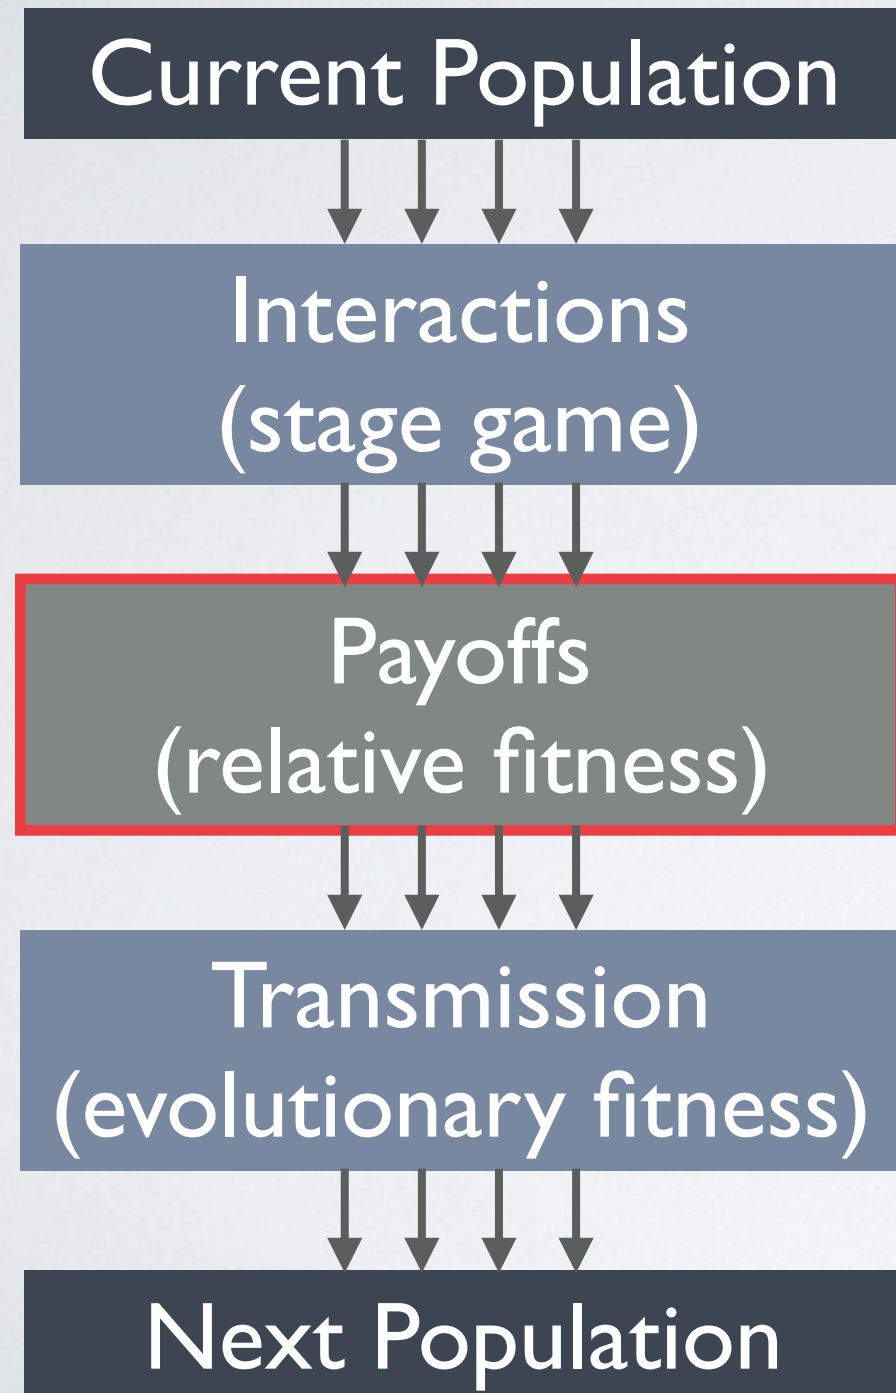 Current Population
Interactions
(stage game)
Payoffs
(relative fitness)
Transmission
(evolutionary fitness)
Next Population